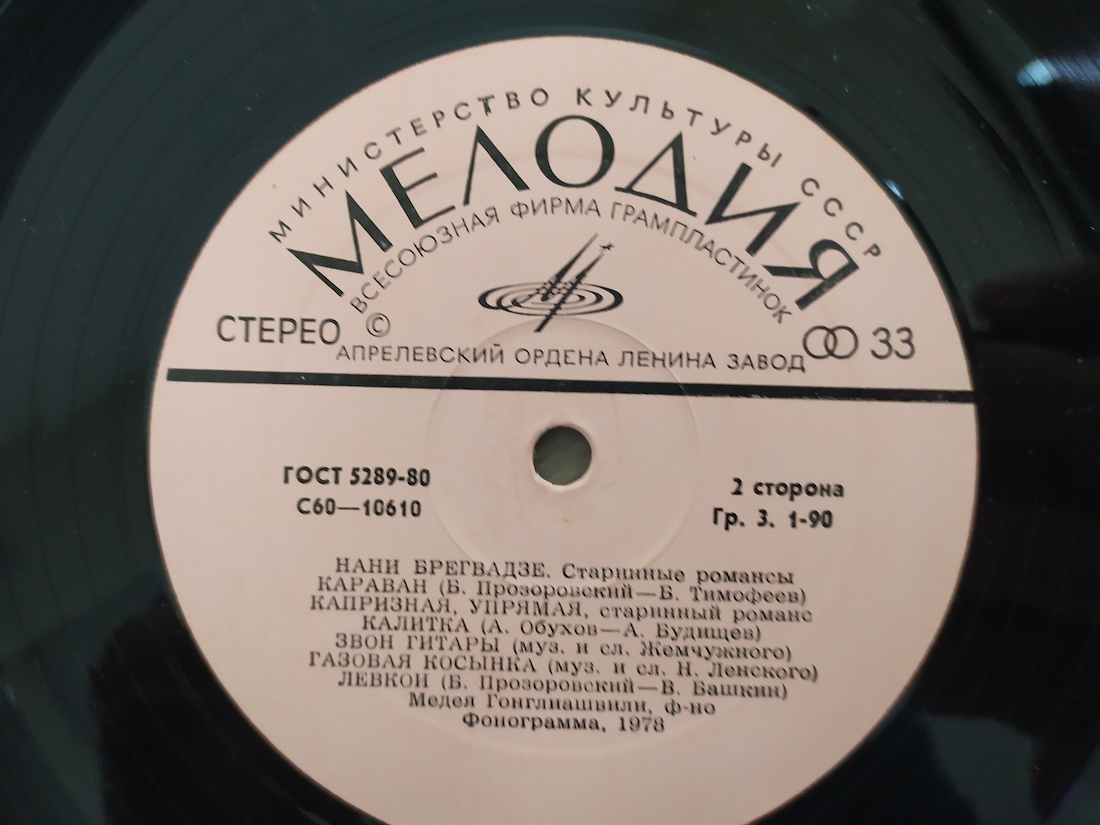 МИНИСТЕРСТВО КУЛЬТУРЫ СССР
МЕЛОДИЯ
ВСЕСОЮЗНАЯ ФИРМА ГРАМПЛАСТИНОК
СТЕРЕО © 33
АПРЕЛЕВСКИЙ ОРДЕНА ЛЕНИНА ЗАВОД
ГОСТ 5289-80
С60—10610
2 сторона
Гр. 3. 1-90
НАНИ БРЕГВАДЗЕ. Старинные романсы
КАРАВАН (Б. Прозоровский—Б. Тимофеев)
КАПРИЗНАЯ, УПРЯМАЯ, старинный романс
КАЛИТКА (А. Обухов—А. Будищев)
ЗВОН ГИТАРЫ (муз. и сл. Жемчужного)
ГАЗОВАЯ КОСЫНКА (муз. и сл. Н. Ленского)
ЛЕВКОИ (Б. Прозоровский—В. Башкин)
Медея Гонглиашвили, ф-но
Фонограмма, 1978